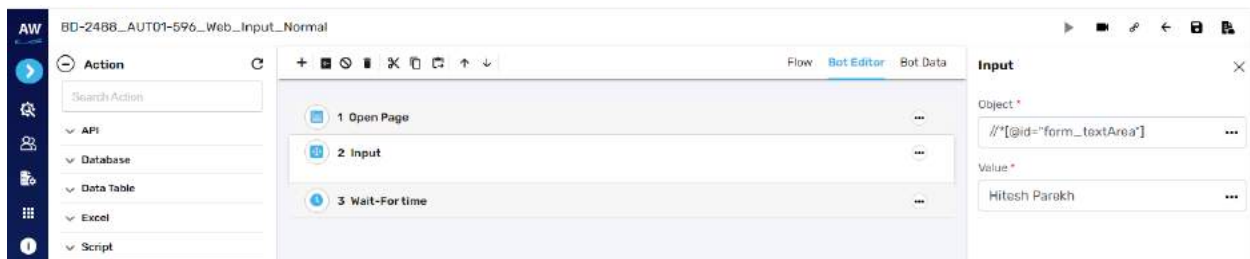 AW
BD-2488_AUT01-596_Web_Input_Normal
Action
Search Action
API
Database
Data Table
Excel
Script
Flow Bot Editor Bot Data
1 Open Page
2 Input
3 Wait-For time
Input
Object *
//*[@id="form_textArea"]
Value *
Hitesh Parekh